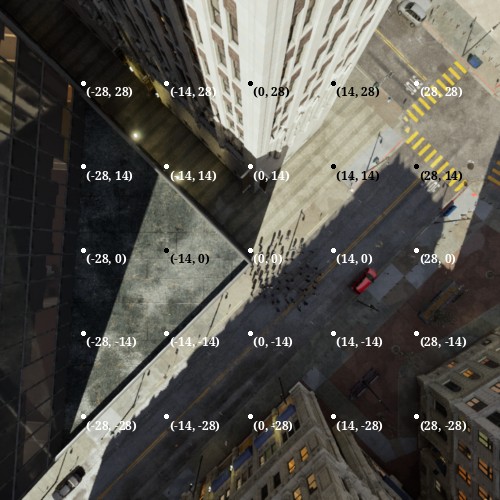 (-28, 28) (-14, 28) (0, 28) (14, 28) (28, 28)
(-28, 14) (-14, 14) (0, 14) (14, 14) (28, 14)
(-28, 0) (-14, 0) (0, 0) (14, 0) (28, 0)
(-28, -14) (-14, -14) (0, -14) (14, -14) (28, -14)
(-28, -28) (-14, -28) (0, -28) (14, -28) (28, -28)